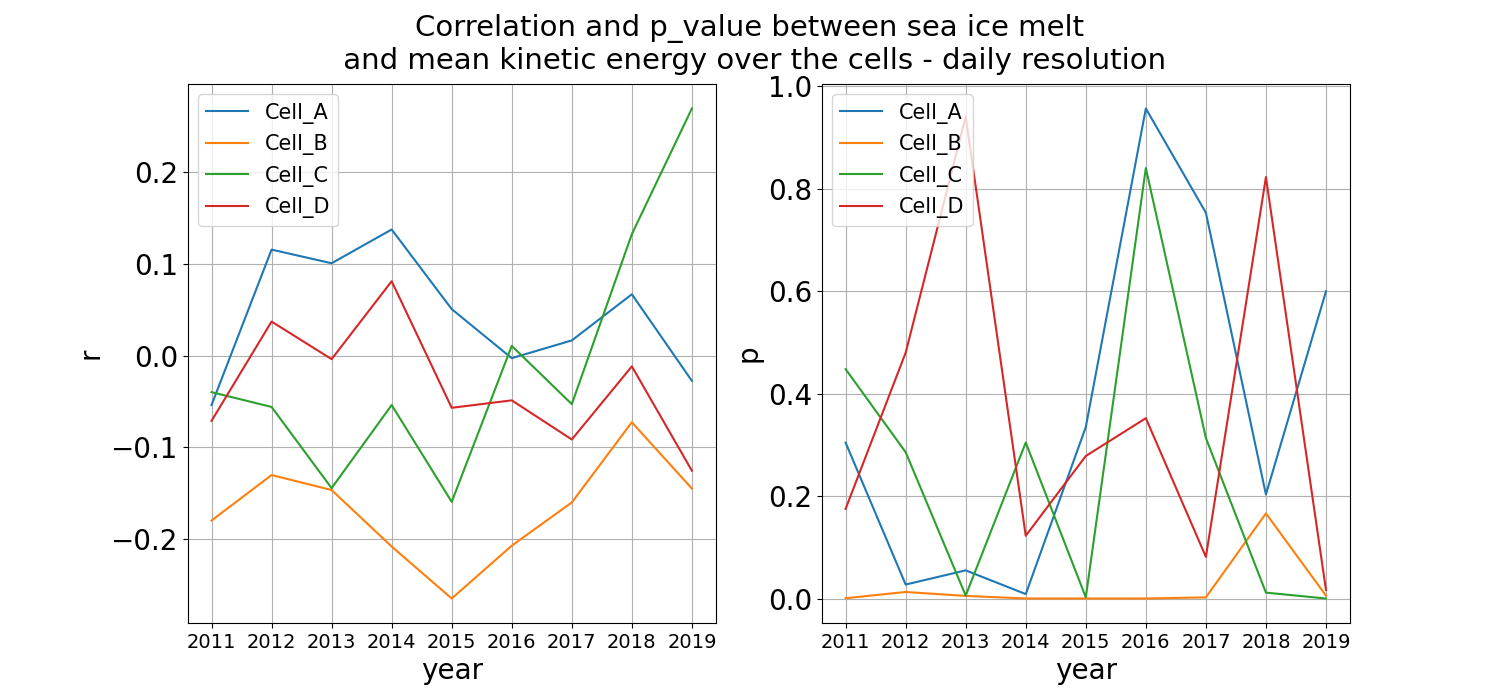 Correlation and p_value between sea ice melt
and mean kinetic energy over the cells - daily resolution
Cell_A
Cell_B
Cell_C
Cell_D
0.2
0.1
0.0
−0.1
−0.2
r
2011 2012 2013 2014 2015 2016 2017 2018 2019
year
Cell_A
Cell_B
Cell_C
Cell_D
1.0
0.8
0.6
0.4
0.2
0.0
p
2011 2012 2013 2014 2015 2016 2017 2018 2019
year